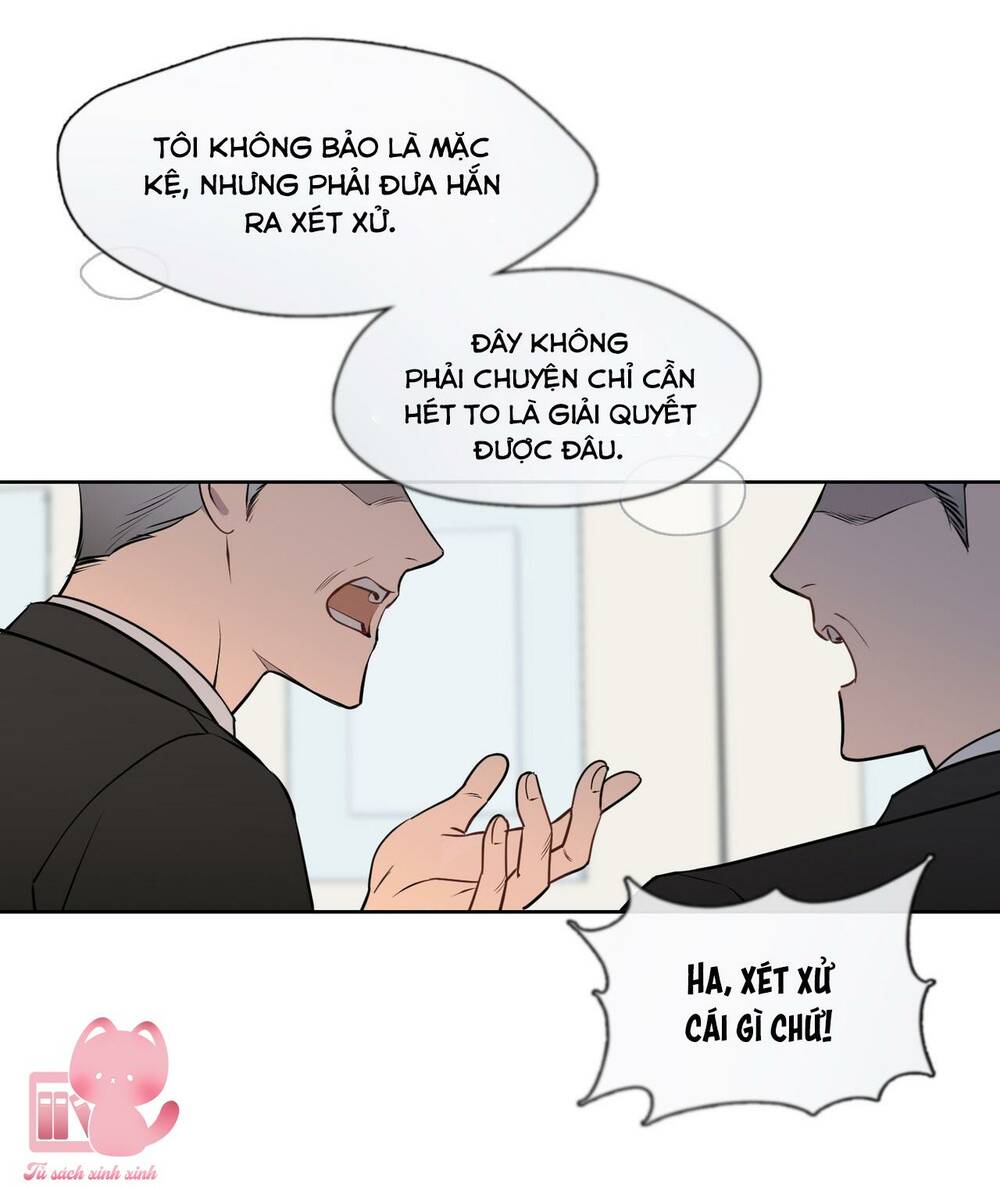 TÔI KHÔNG BẢO LÀ MẶC
KỆ, NHƯNG PHẢI ĐƯA HẮN
RA XÉT XỬ.
ĐÂY KHÔNG
PHẢI CHUYỆN CHỈ CẦN
HÉT TO LÀ GIẢI QUYẾT
ĐƯỢC ĐÂU.
HA, XÉT XỬ
CÁI GÌ CHỨ!
Tủ sách xinh xinh